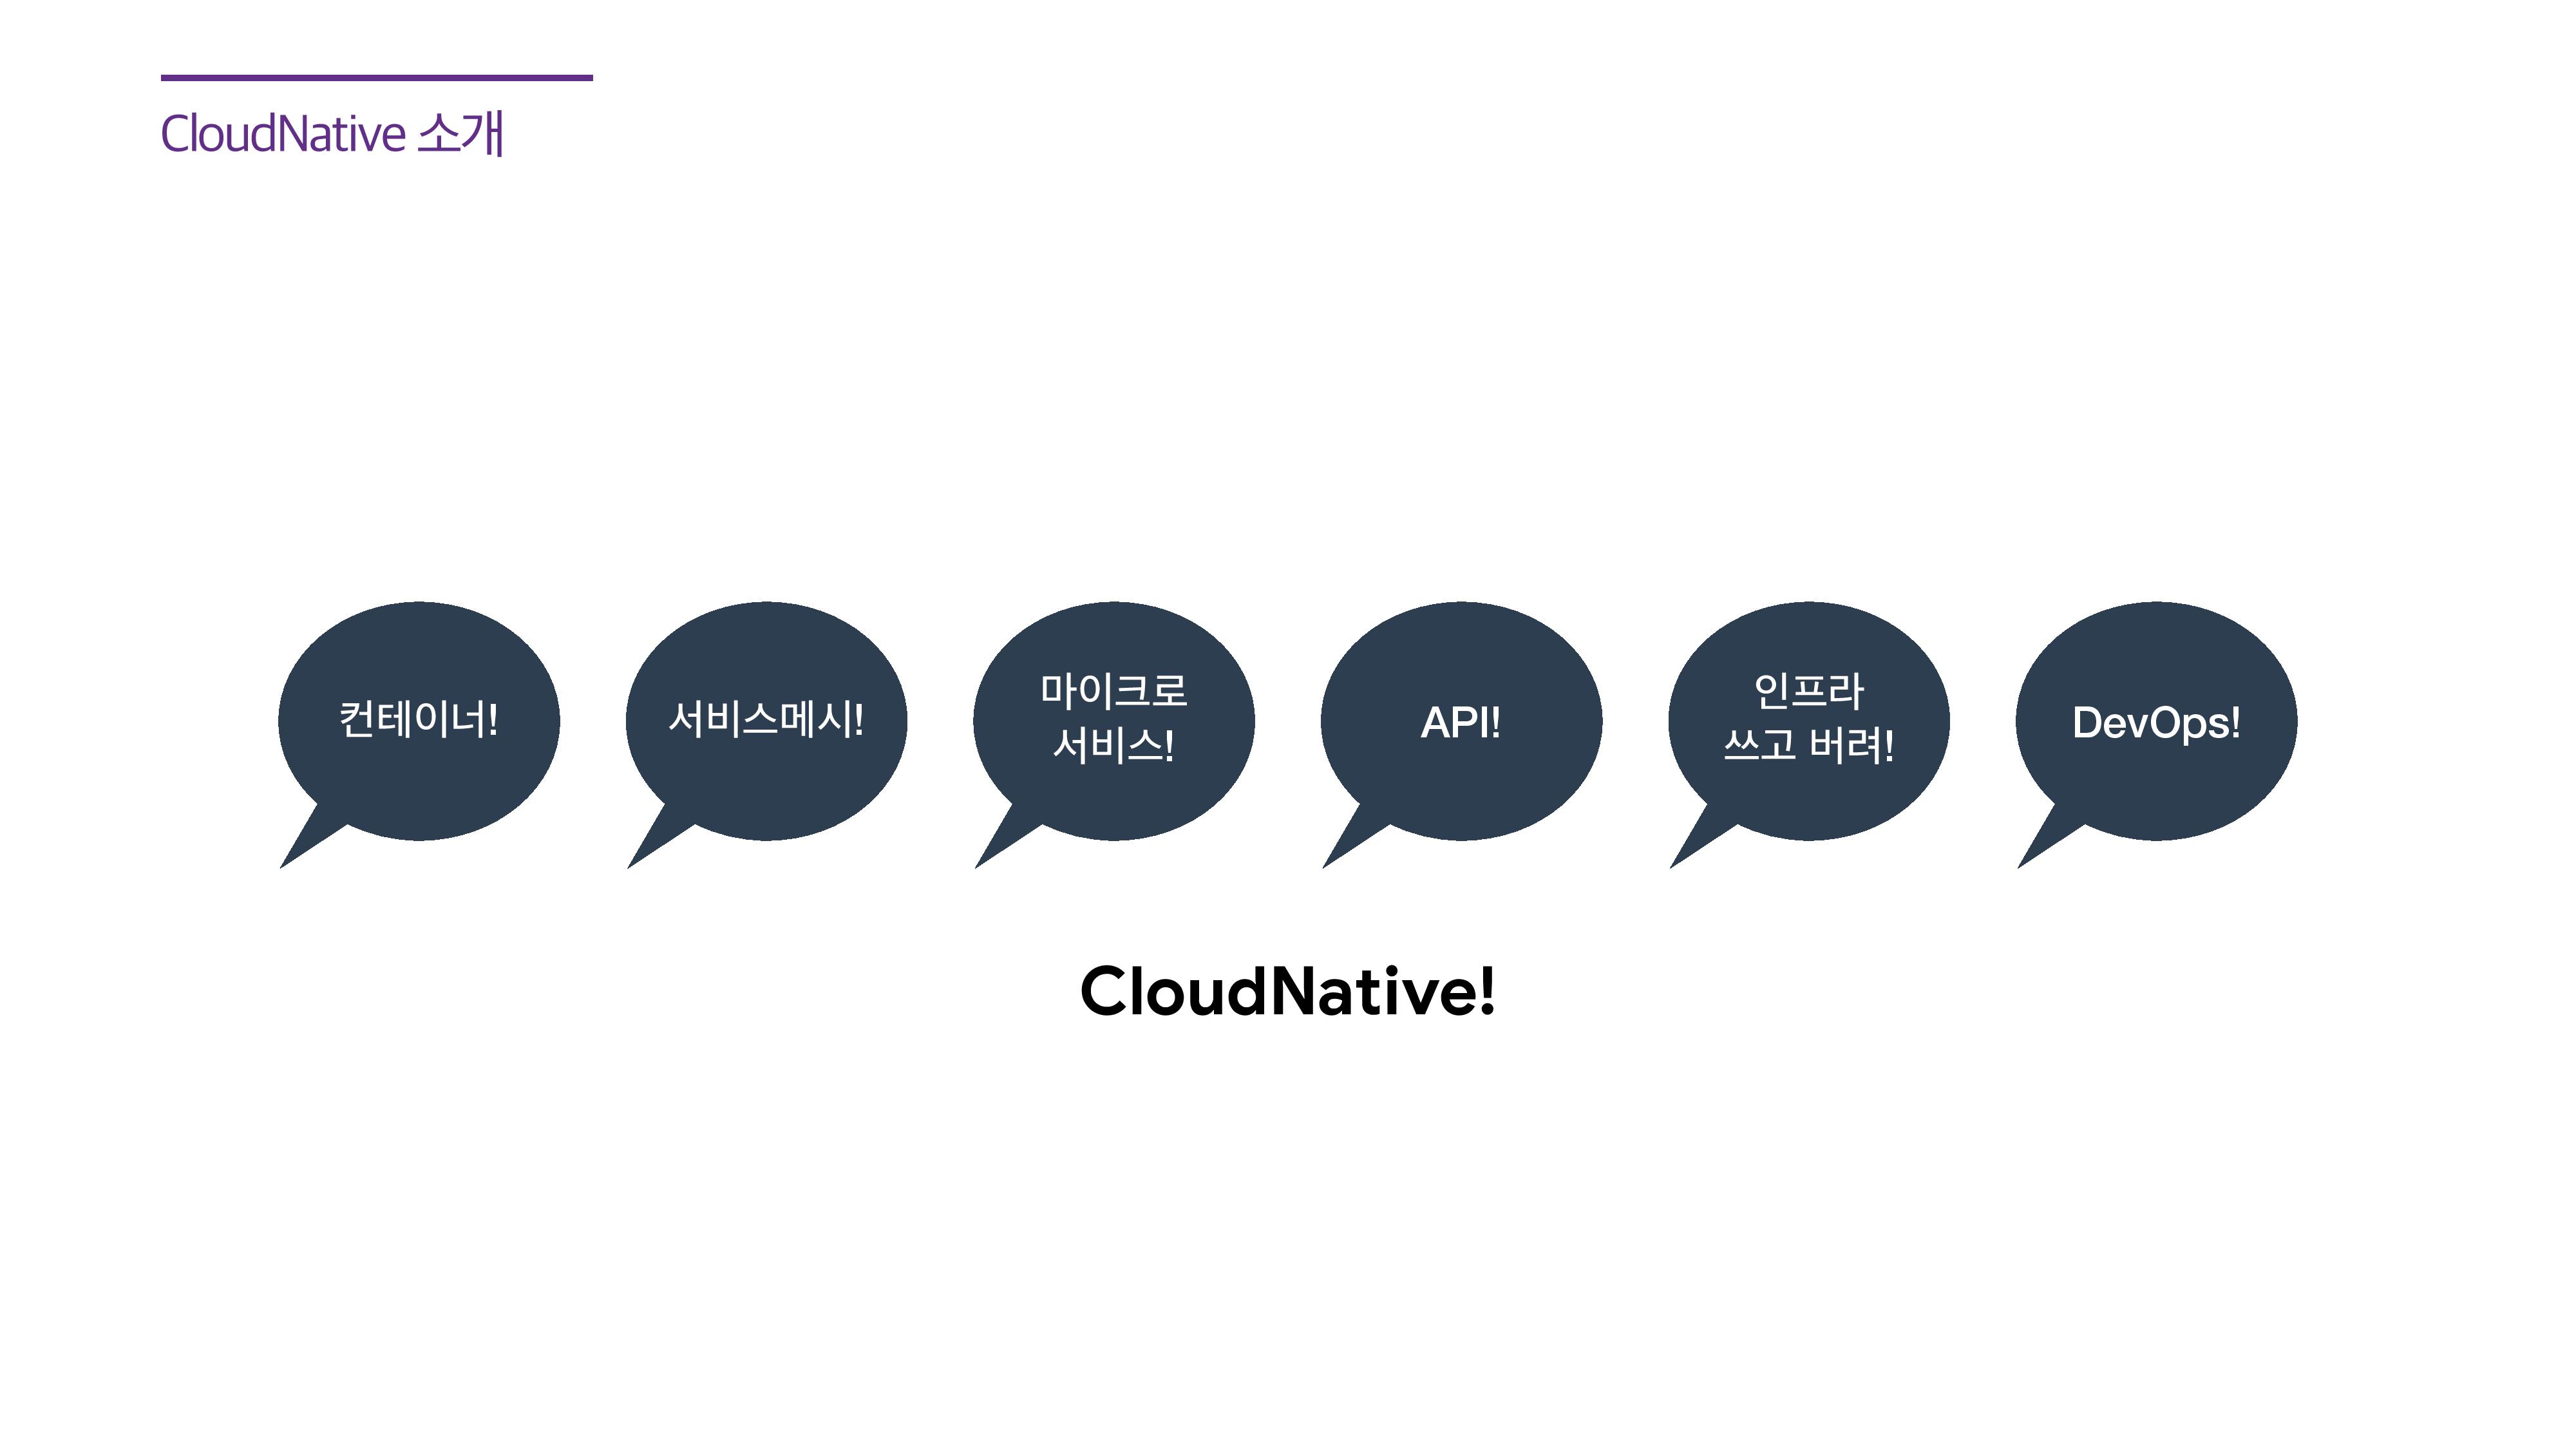 CloudNative 소개
컨테이너!
서비스메시!
마이크로
서비스!
API!
인프라
쓰고 버려!
DevOps!
CloudNative!